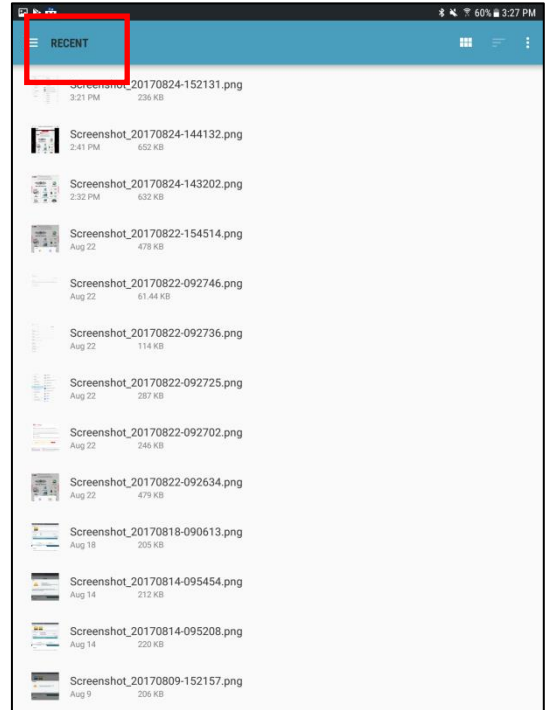 60% 3:27 PM
RECENT
Screenshot_20170824-152131.png
3:21 PM 236 KB
Screenshot_20170824-144132.png
2:41 PM 652 KB
Screenshot_20170824-143202.png
2:32 PM 632 KB
Screenshot_20170822-154514.png
Aug 22 478 KB
Screenshot_20170822-092746.png
Aug 22 61.44 KB
Screenshot_20170822-092736.png
Aug 22 114 KB
Screenshot_20170822-092725.png
Aug 22 287 KB
Screenshot_20170822-092702.png
Aug 22 246 KB
Screenshot_20170822-092634.png
Aug 22 479 KB
Screenshot_20170818-090613.png
Aug 18 205 KB
Screenshot_20170814-095454.png
Aug 14 212 KB
Screenshot_20170814-095208.png
Aug 14 220 KB
Screenshot_20170809-152157.png
Aug 9 206 KB